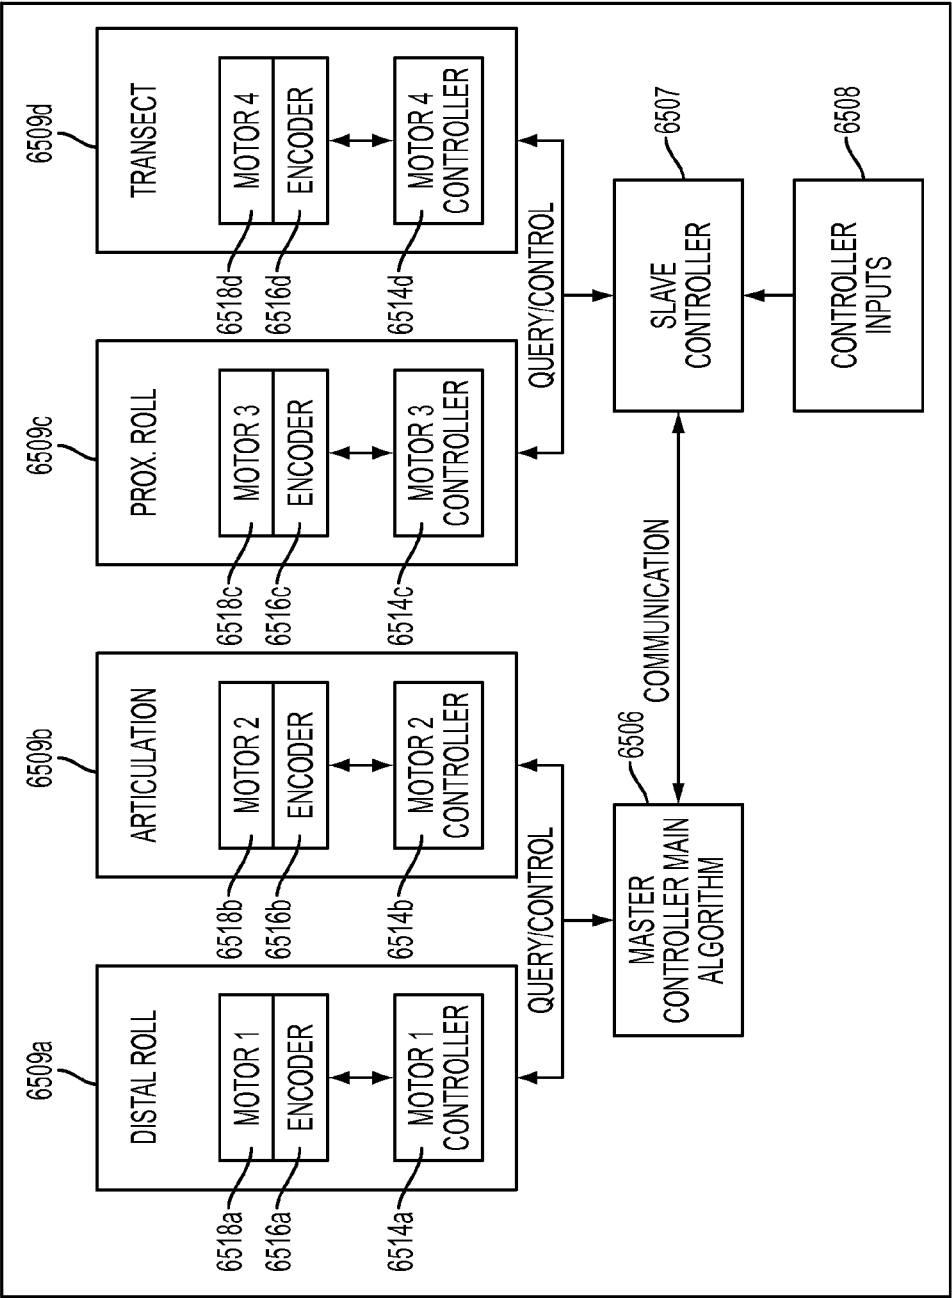 6509a
DISTAL ROLL
MOTOR 1
ENCODER
MOTOR 1
CONTROLLER
6518a
6516a
6514a
6509b
ARTICULATION
MOTOR 2
ENCODER
MOTOR 2
CONTROLLER
6518b
6516b
6514b
6509c
PROX. ROLL
MOTOR 3
ENCODER
MOTOR 3
CONTROLLER
6518c
6516c
6514c
6509d
TRANSECT
MOTOR 4
ENCODER
MOTOR 4
CONTROLLER
6518d
6516d
6514d
QUERY/CONTROL
QUERY/CONTROL
MASTER
CONTROLLER MAIN
ALGORITHM
6506
COMMUNICATION
SLAVE
CONTROLLER
6507
CONTROLLER
INPUTS
6508